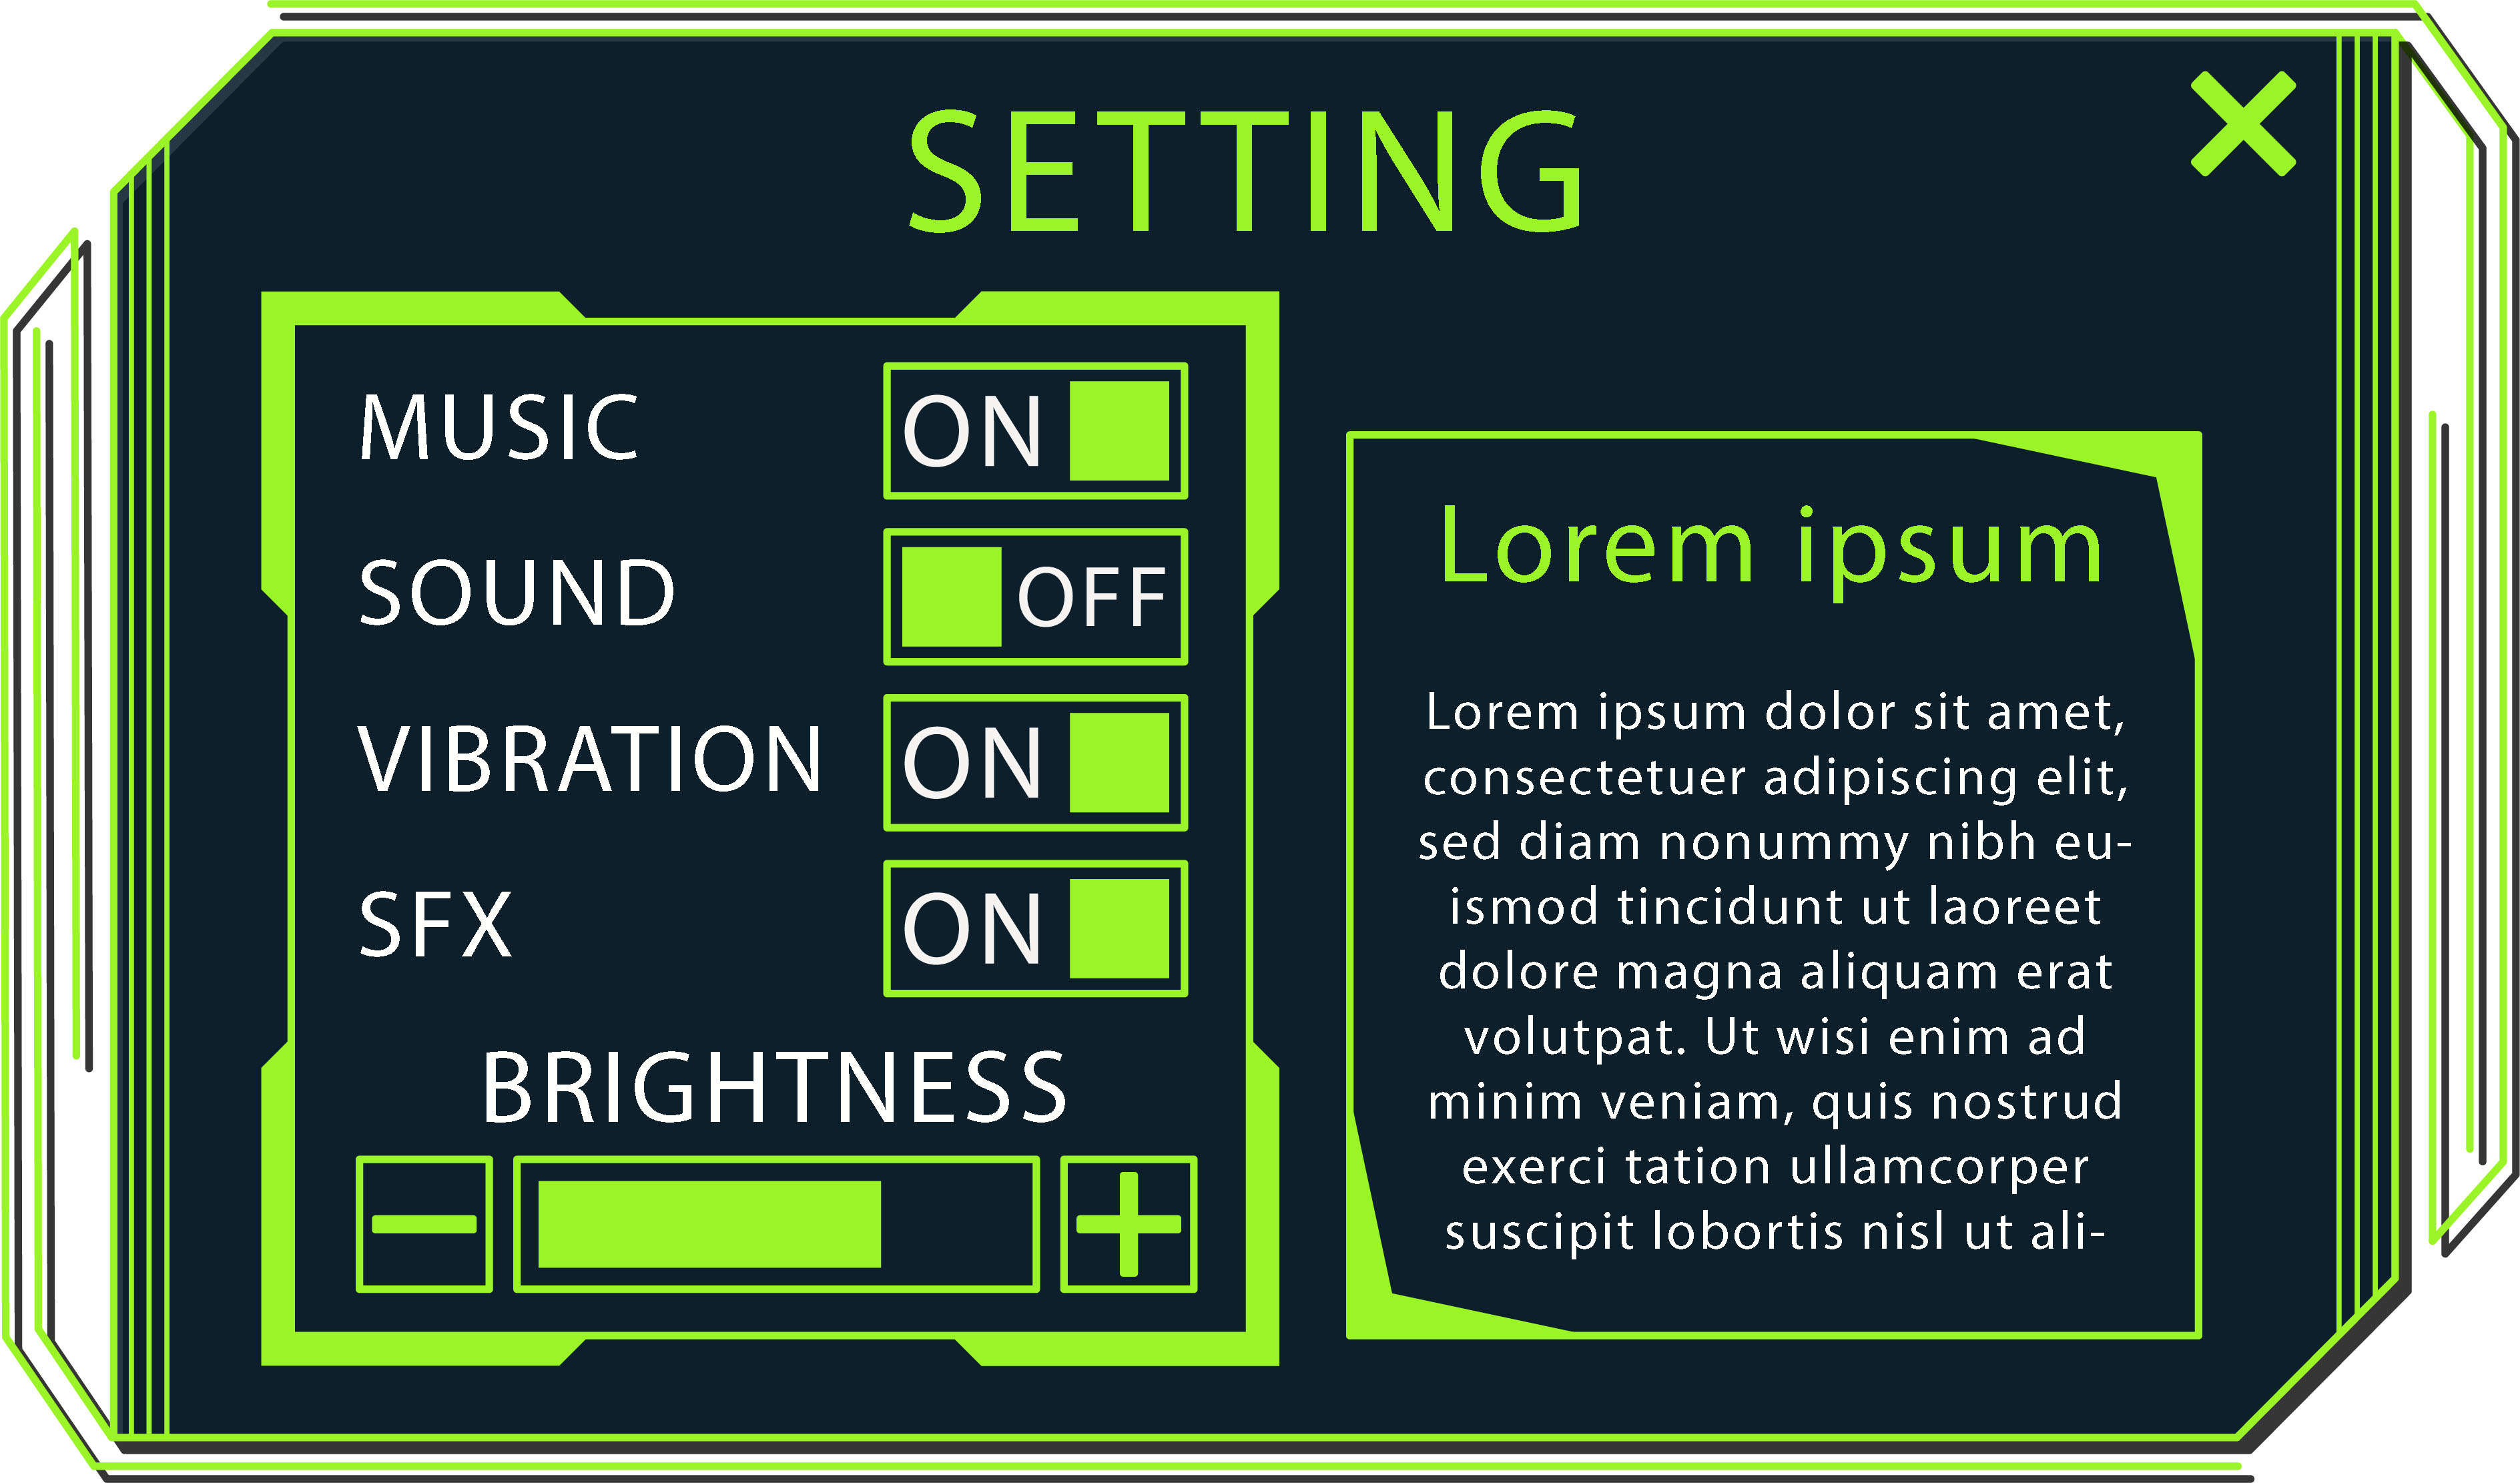 SETTING
MUSIC ON
SOUND OFF
VIBRATION ON
SFX ON
BRIGHTNESS
Lorem ipsum
Lorem ipsum dolor sit amet,
consectetuer adipiscing elit,
sed diam nonummy nibh eu-
ismod tincidunt ut laoreet
dolore magna aliquam erat
volutpat. Ut wisi enim ad
minim veniam, quis nostrud
exerci tation ullamcorper
suscipit lobortis nisl ut ali-